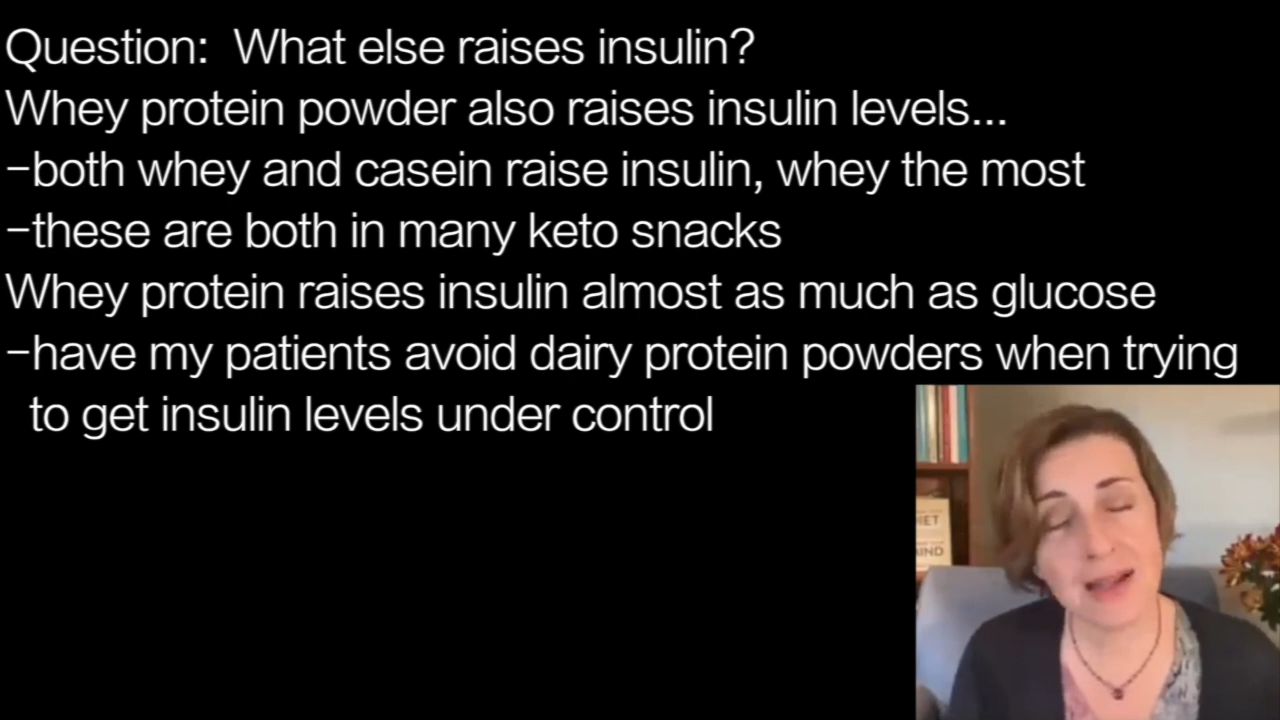 Question: What else raises insulin?
Whey protein powder also raises insulin levels...
-both whey and casein raise insulin, whey the most
-these are both in many keto snacks
Whey protein raises insulin almost as much as glucose
-have my patients avoid dairy protein powders when trying
to get insulin levels under control
IET
IND